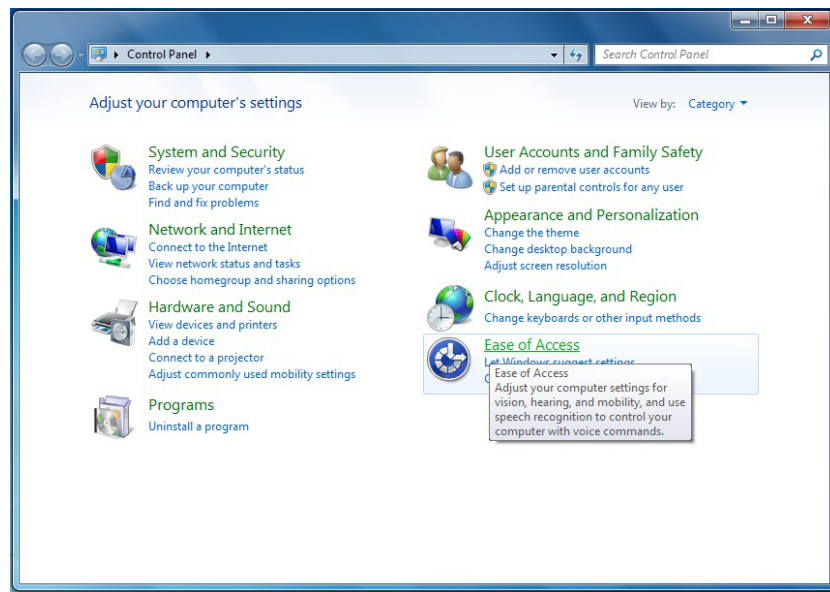 Control Panel
Search Control Panel
Adjust your computer's settings
View by: Category
System and Security
Review your computer's status
Back up your computer
Find and fix problems
Network and Internet
Connect to the Internet
View network status and tasks
Choose homegroup and sharing options
Hardware and Sound
View devices and printers
Add a device
Connect to a projector
Adjust commonly used mobility settings
Programs
Uninstall a program
User Accounts and Family Safety
Add or remove user accounts
Set up parental controls for any user
Appearance and Personalization
Change the theme
Change desktop background
Adjust screen resolution
Clock, Language, and Region
Change keyboards or other input methods
Ease of Access
Let Windows suggest settings
Ease of Access
Adjust your computer settings for
vision, hearing, and mobility, and use
speech recognition to control your
computer with voice commands.